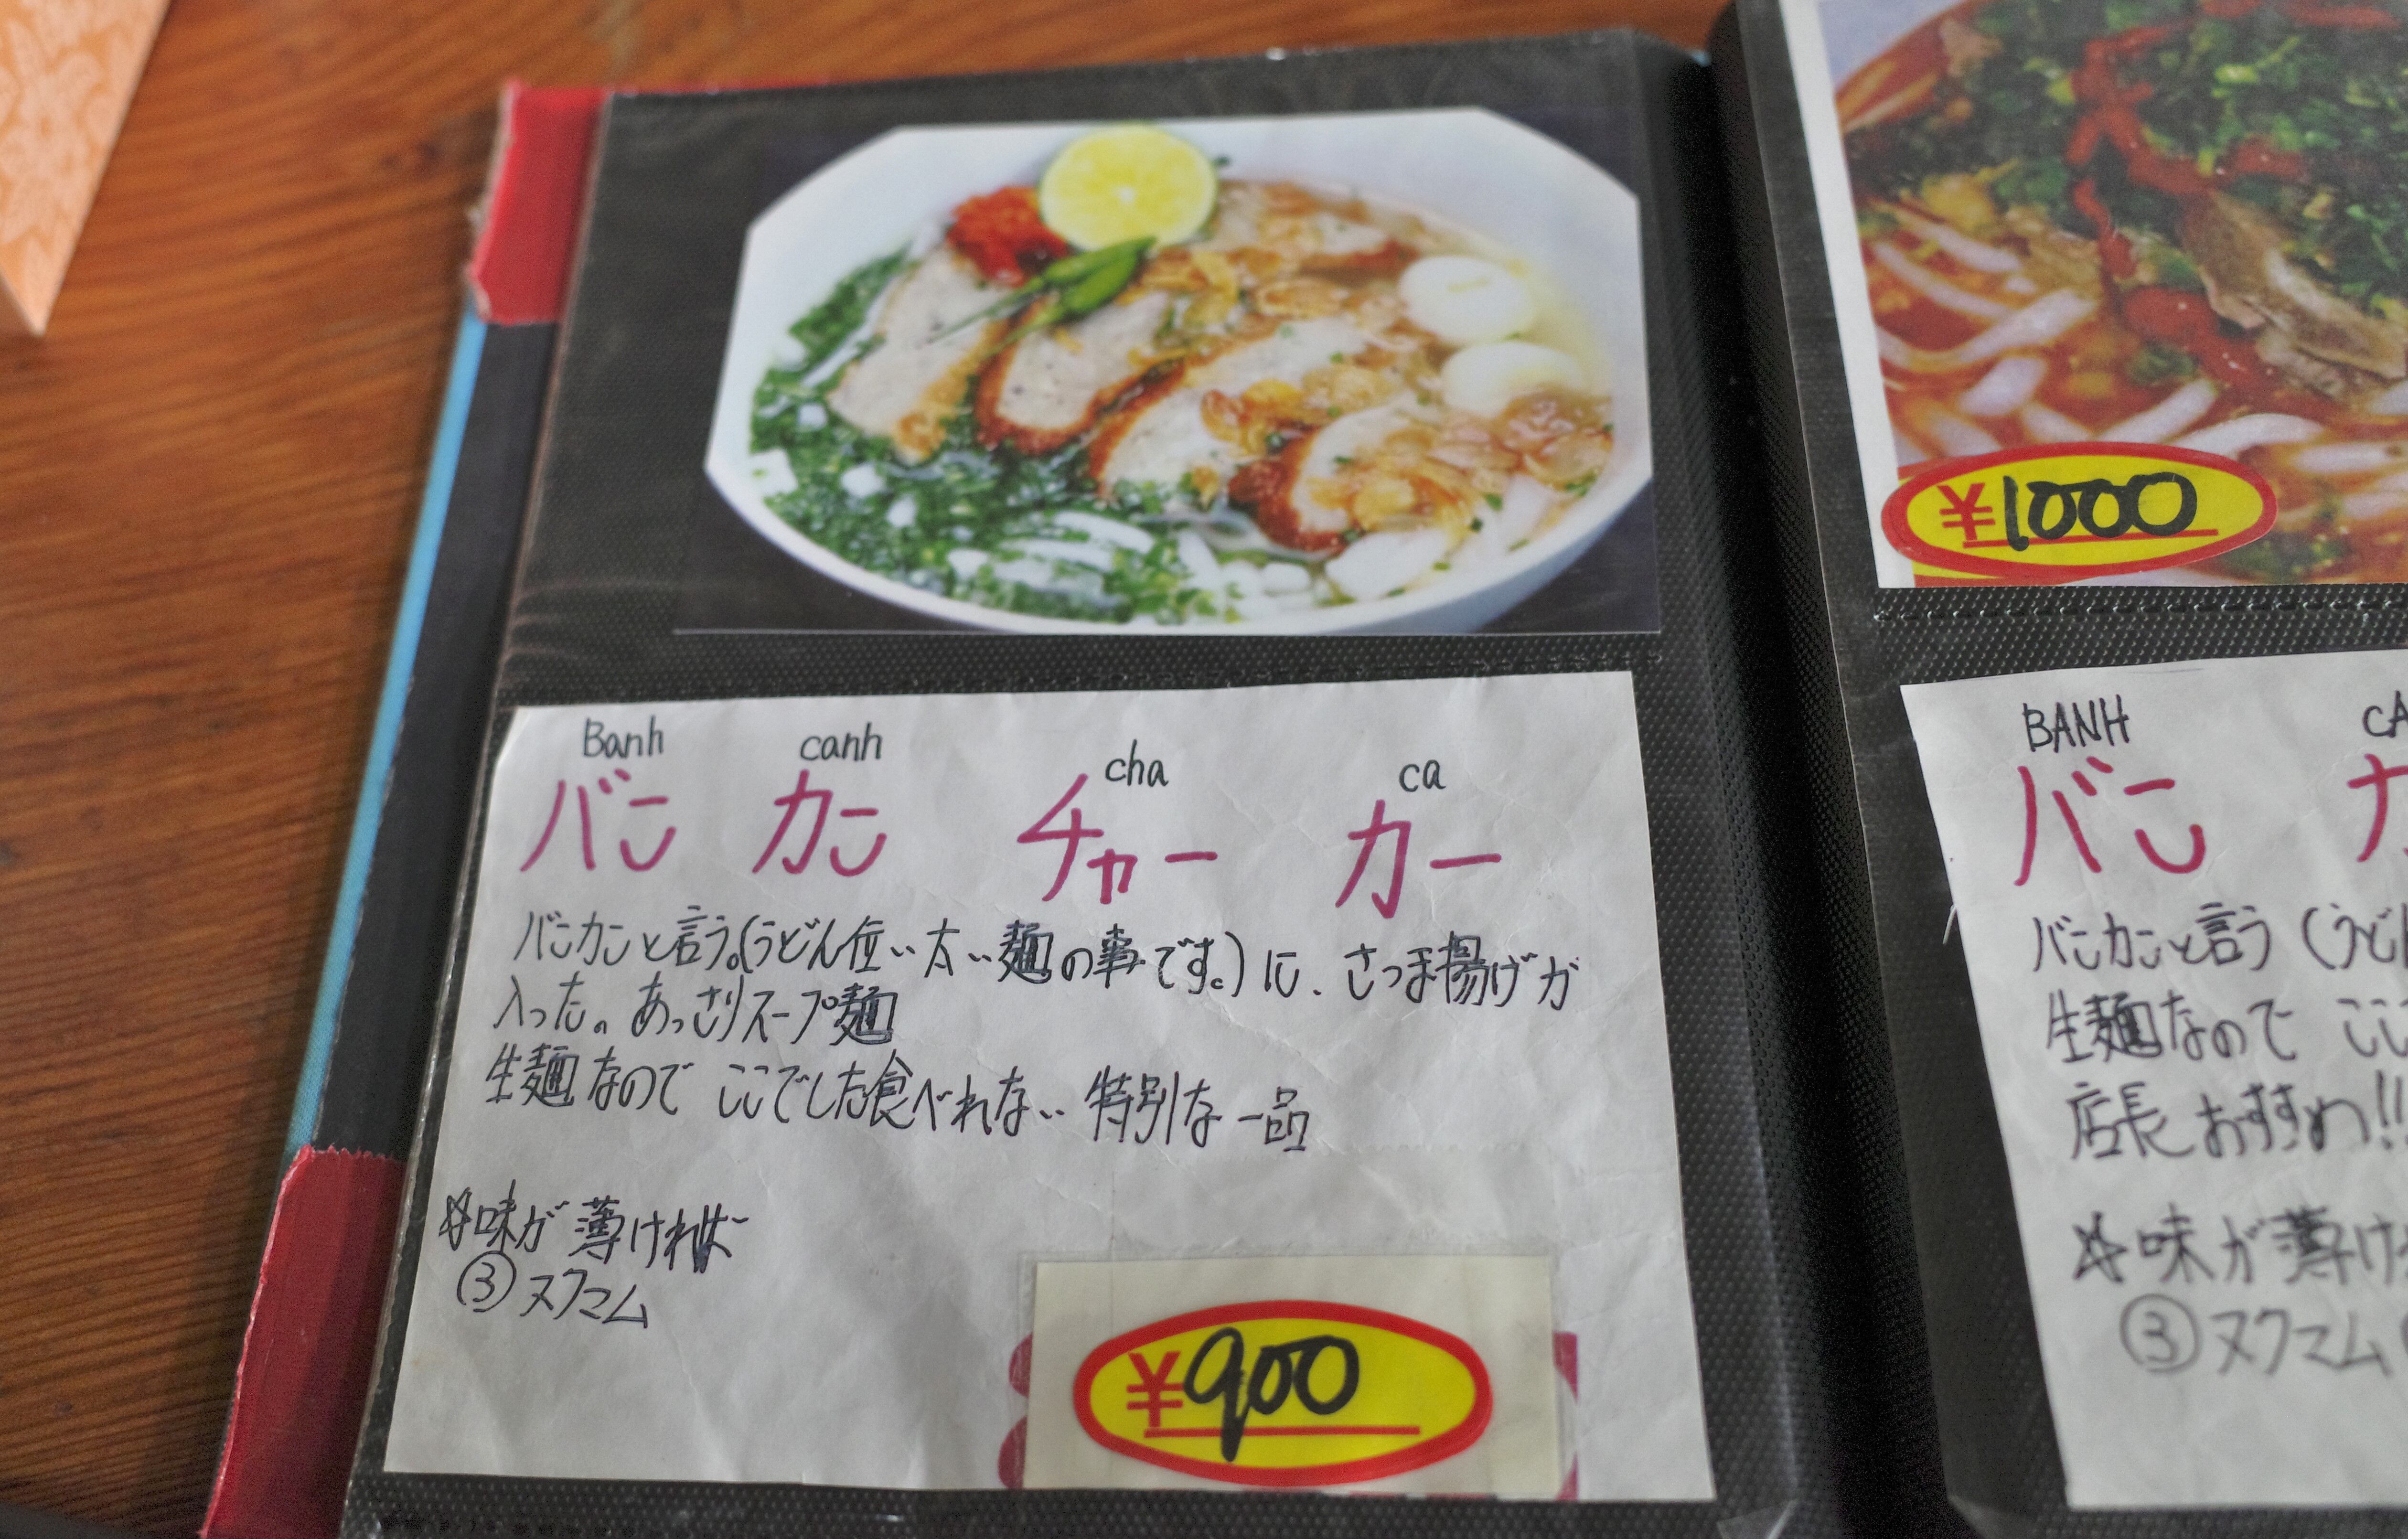 Banh canh cha ca
バン カン チャー カー
バンカンと言う。(うどん位い太い麺の事です。)に、さつま揚げが
入った。あっさりスープ麺
生麺なので ここでした食べれない 特別な一品
※味が薄ければ
③ヌクマム
¥900
¥1000
BANH
バン
バンカンと言う(うど
生麺なので ここ
店長おすすめ!!
※味が薄け
③ヌクマム